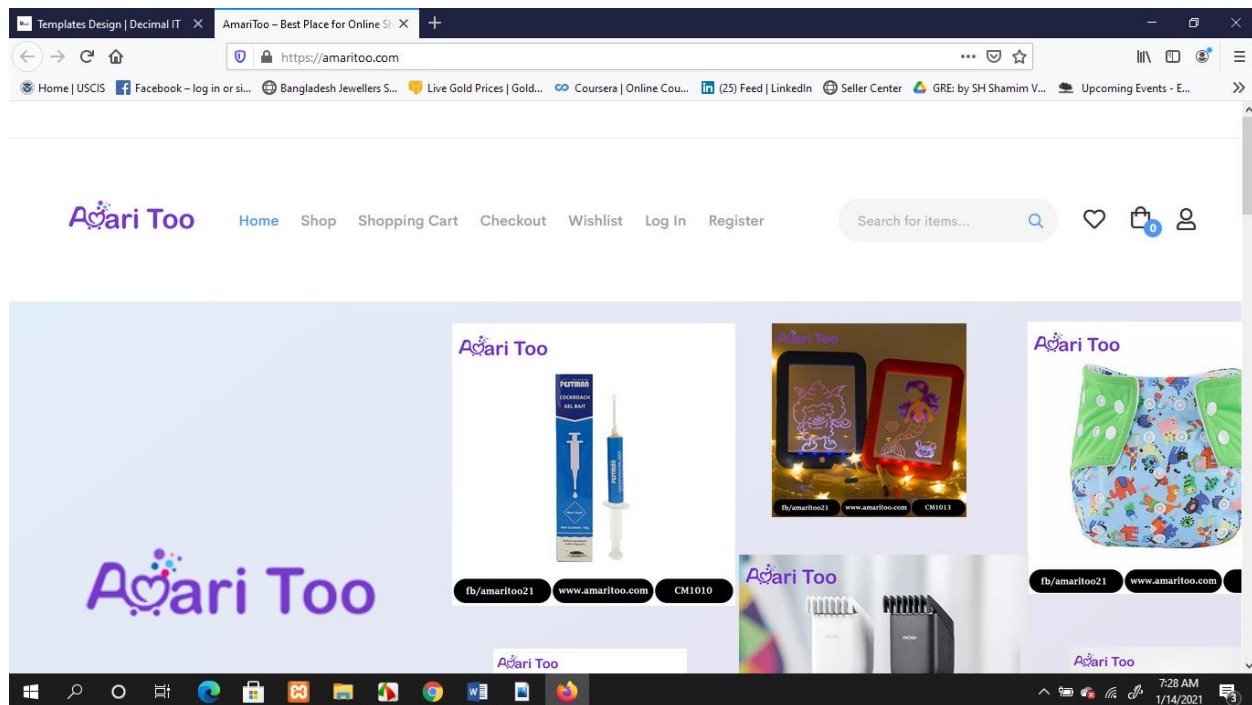 Templates Design | Decimal IT
AmariToo – Best Place for Online Sh
https://amaritoo.com
Home | USCIS
Facebook – log in or si...
Bangladesh Jewellers S...
Live Gold Prices | Gold...
Coursera | Online Cou...
(25) Feed | LinkedIn
Seller Center
GRE: by SH Shamim V...
Upcoming Events - E...
Amari Too
Home
Shop
Shopping Cart
Checkout
Wishlist
Log In
Register
Search for items...
0
Amari Too
Amari Too
PESTMAN
COCKROACH
GEL BAIT
PESTMAN
fb/amaritoo21
www.amaritoo.com
CM1010
Amari Too
fb/amaritoo21
www.amaritoo.com
CM1013
Amari Too
fb/amaritoo21
www.amaritoo.com
Amari Too
Amari Too
Amari Too
7:28 AM
1/14/2021
3